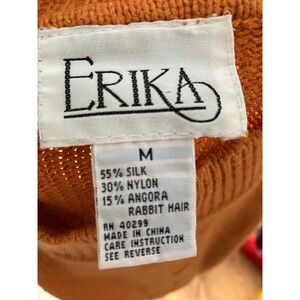 ERIKA
M
55% SILK
30% NYLON
15% ANGORA
RABBIT HAIR
RN 40299
MADE IN CHINA
CARE INSTRUCTION
SEE REVERSE